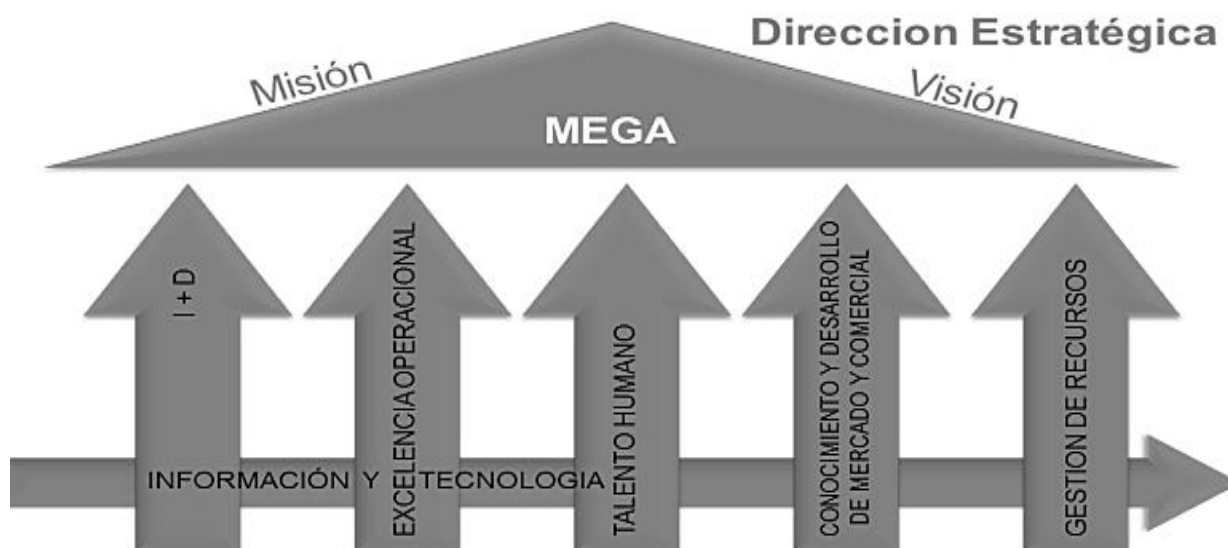 Direccion Estratégica
Misión
Visión
MEGA
I + D
EXCELENCIA OPERACIONAL
TALENTO HUMANO
CONOCIMIENTO Y DESARROLLO
DE MERCADO Y COMERCIAL
GESTION DE RECURSOS
INFORMACIÓN Y TECNOLOGIA